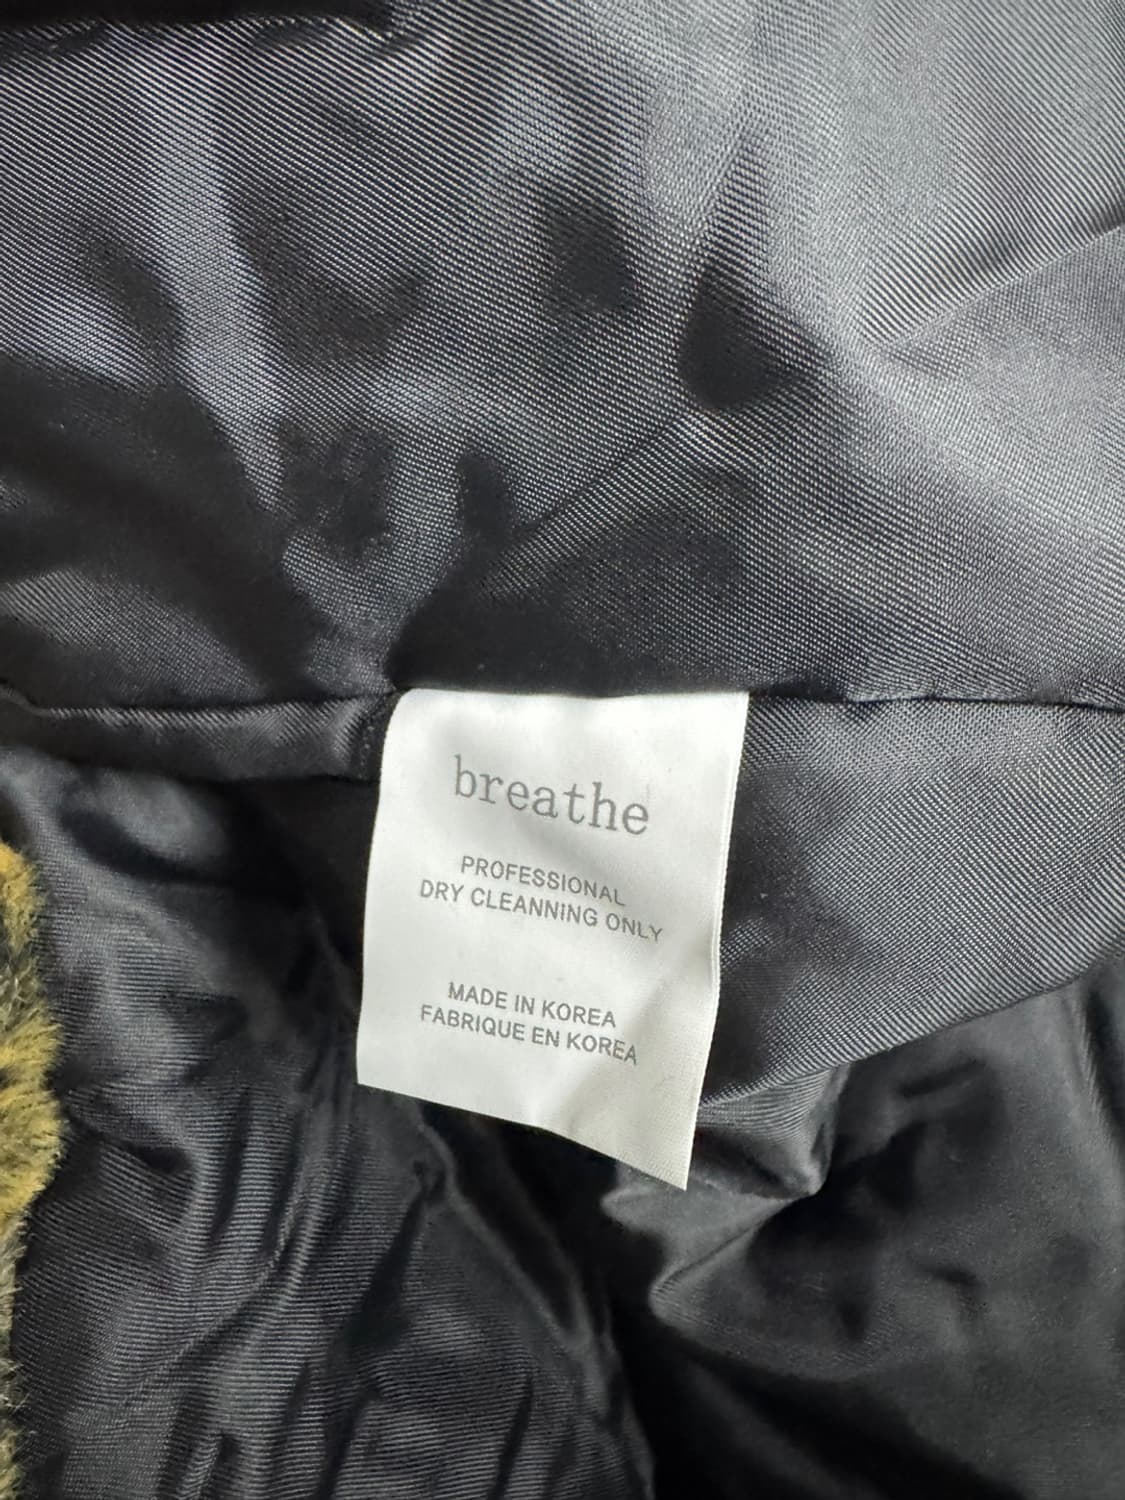 breathe
PROFESSIONAL
DRY CLEANNING ONLY
MADE IN KOREA
FABRIQUE EN KOREA